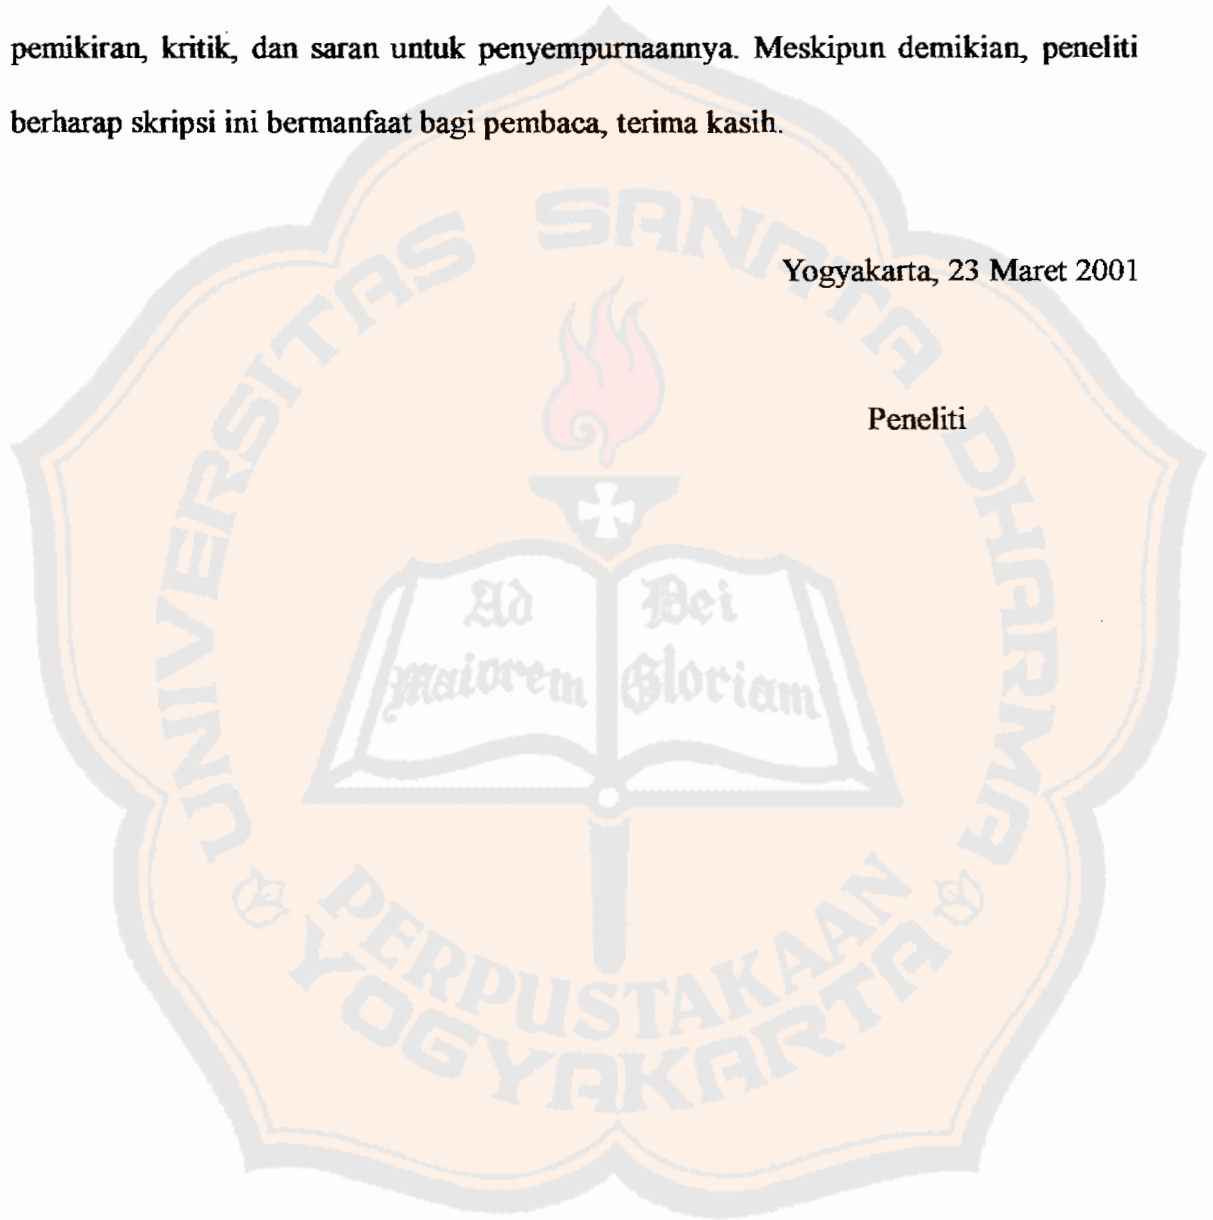 pemikiran, kritik, dan saran untuk penyempurnaannya. Meskipun demikian, peneliti
berharap skripsi ini bermanfaat bagi pembaca, terima kasih.
Yogyakarta, 23 Maret 2001
Peneliti
UNIVERSITAS SANATA DHARMA
Ad Dei
Maiorem Gloriam
PERPUSTAKAAN
YOGYAKARTA